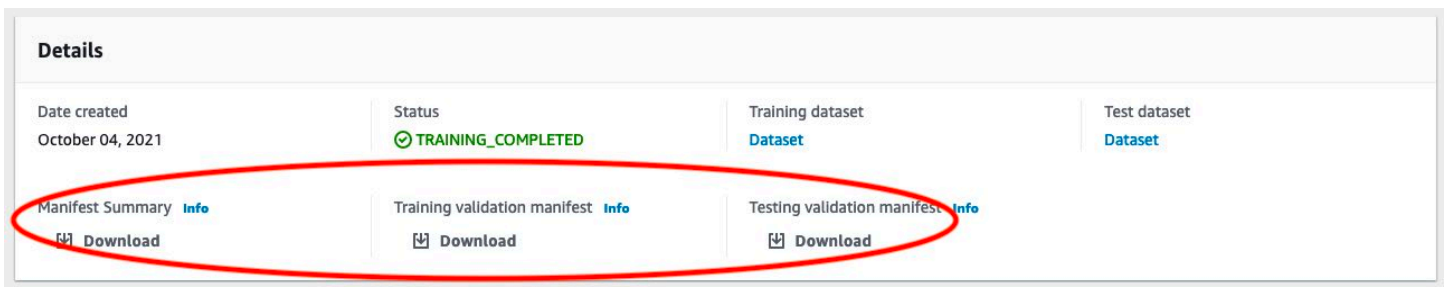 Details
Date created
October 04, 2021
Status
TRAINING_COMPLETED
Training dataset
Dataset
Test dataset
Dataset
Manifest Summary Info
Download
Training validation manifest Info
Download
Testing validation manifest Info
Download